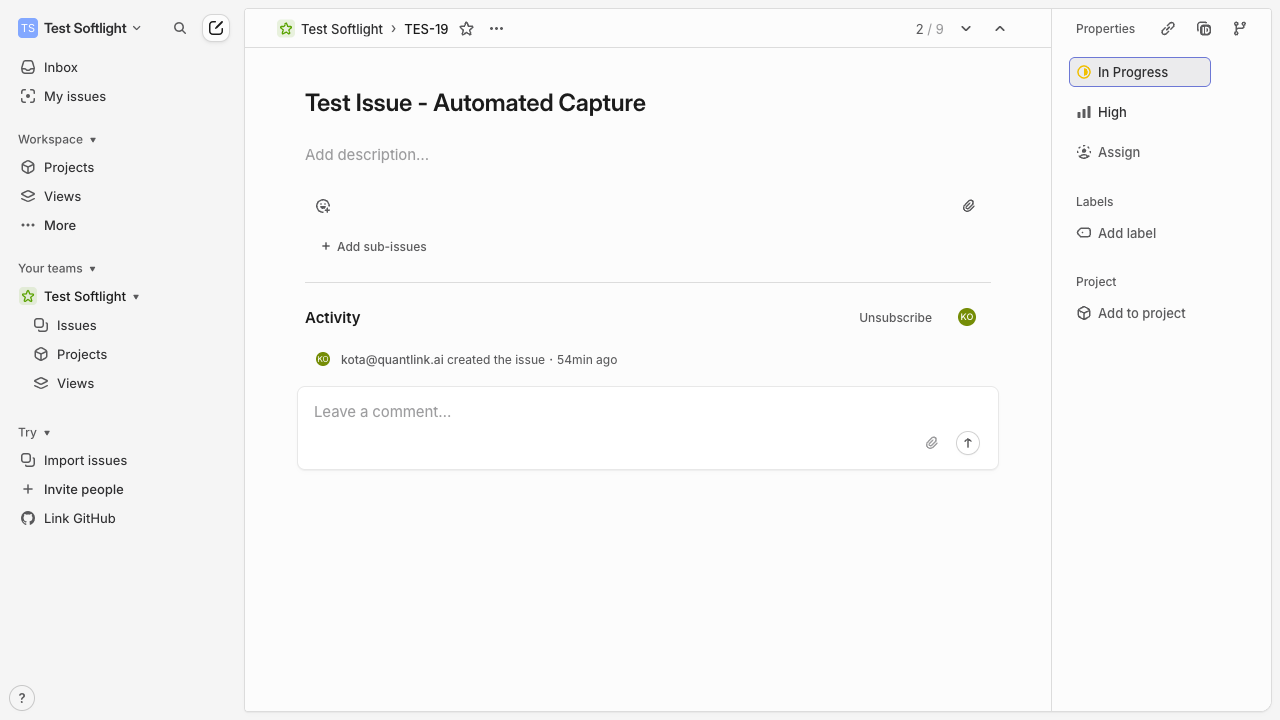 TS Test Softlight
Inbox
My issues
Workspace
Projects
Views
More
Your teams
Test Softlight
Issues
Projects
Views
Try
Import issues
Invite people
Link GitHub
?
Test Softlight › TES-19
2 / 9
Test Issue - Automated Capture
Add description...
+ Add sub-issues
Activity
Unsubscribe
KO
KO kota@quantlink.ai created the issue · 54min ago
Leave a comment...
Properties
In Progress
High
Assign
Labels
Add label
Project
Add to project